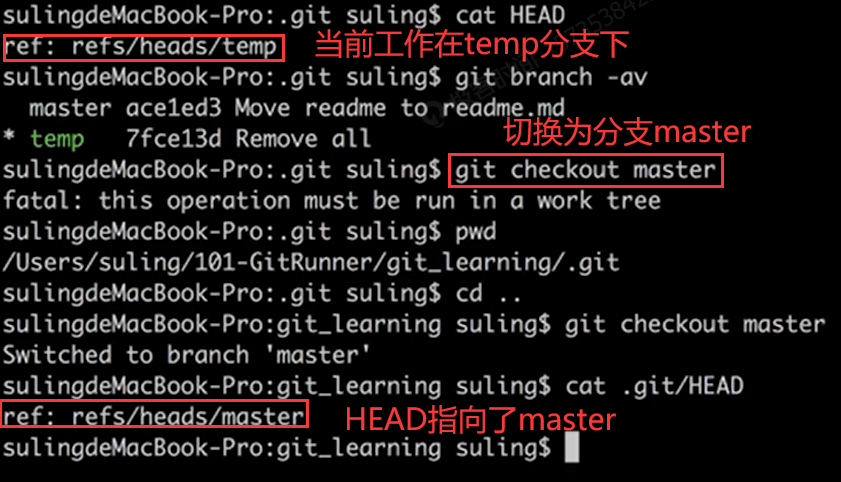 sulingdeMacBook-Pro:.git suling$ cat HEAD
ref: refs/heads/temp 当前工作在temp分支下
sulingdeMacBook-Pro:.git suling$ git branch -av
master ace1ed3 Move readme to readme.md
* temp 7fce13d Remove all 切换为分支master
sulingdeMacBook-Pro:.git suling$ git checkout master
fatal: this operation must be run in a work tree
sulingdeMacBook-Pro:.git suling$ pwd
/Users/suling/101-GitRunner/git_learning/.git
sulingdeMacBook-Pro:.git suling$ cd ..
sulingdeMacBook-Pro:git_learning suling$ git checkout master
Switched to branch 'master'
sulingdeMacBook-Pro:git_learning suling$ cat .git/HEAD
ref: refs/heads/master HEAD指向了master
sulingdeMacBook-Pro:git_learning suling$